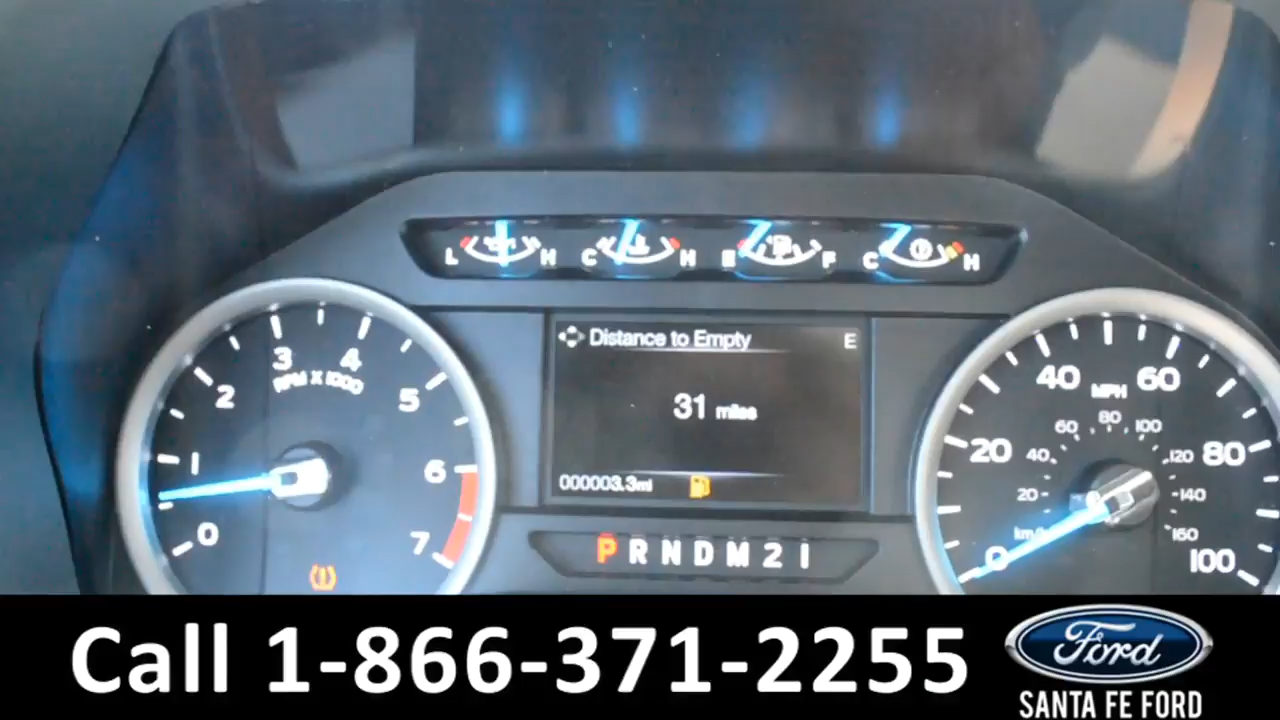 L H C H E F C H
Distance to Empty E
31 miles
000003.3mi
P R N D M 2 1
0 1 2 3 4 5 6 7
RPM X 1000
0 20 40 60 80 100
MPH
20 40 60 80 100 120 140 160
km/h
Call 1-866-371-2255
Ford
SANTA FE FORD